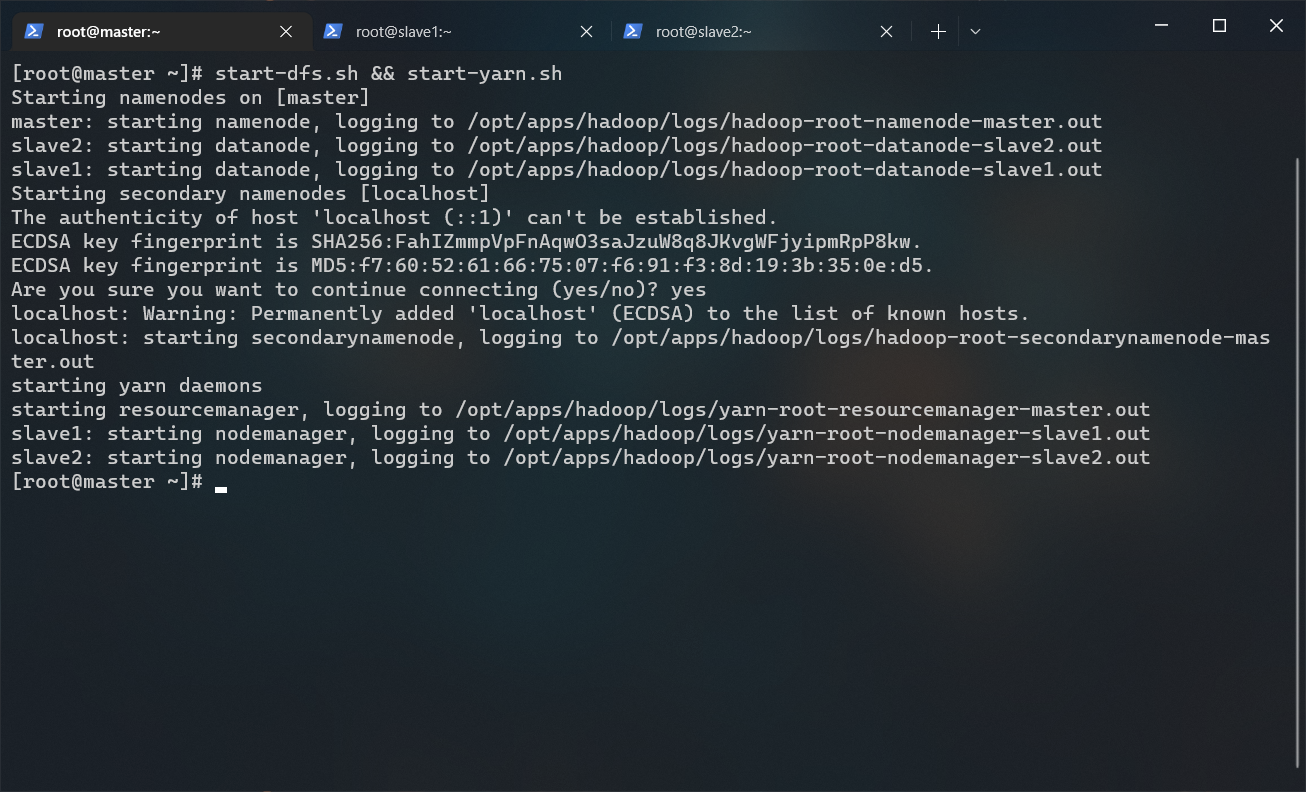 root@master:~
root@slave1:~
root@slave2:~
[root@master ~]# start-dfs.sh && start-yarn.sh
Starting namenodes on [master]
master: starting namenode, logging to /opt/apps/hadoop/logs/hadoop-root-namenode-master.out
slave2: starting datanode, logging to /opt/apps/hadoop/logs/hadoop-root-datanode-slave2.out
slave1: starting datanode, logging to /opt/apps/hadoop/logs/hadoop-root-datanode-slave1.out
Starting secondary namenodes [localhost]
The authenticity of host 'localhost (::1)' can't be established.
ECDSA key fingerprint is SHA256:FahIZmmpVpFnAqwO3saJzuW8q8JKvgWFjyipmRpP8kw.
ECDSA key fingerprint is MD5:f7:60:52:61:66:75:07:f6:91:f3:8d:19:3b:35:0e:d5.
Are you sure you want to continue connecting (yes/no)? yes
localhost: Warning: Permanently added 'localhost' (ECDSA) to the list of known hosts.
localhost: starting secondarynamenode, logging to /opt/apps/hadoop/logs/hadoop-root-secondarynamenode-mas
ter.out
starting yarn daemons
starting resourcemanager, logging to /opt/apps/hadoop/logs/yarn-root-resourcemanager-master.out
slave1: starting nodemanager, logging to /opt/apps/hadoop/logs/yarn-root-nodemanager-slave1.out
slave2: starting nodemanager, logging to /opt/apps/hadoop/logs/yarn-root-nodemanager-slave2.out
[root@master ~]#